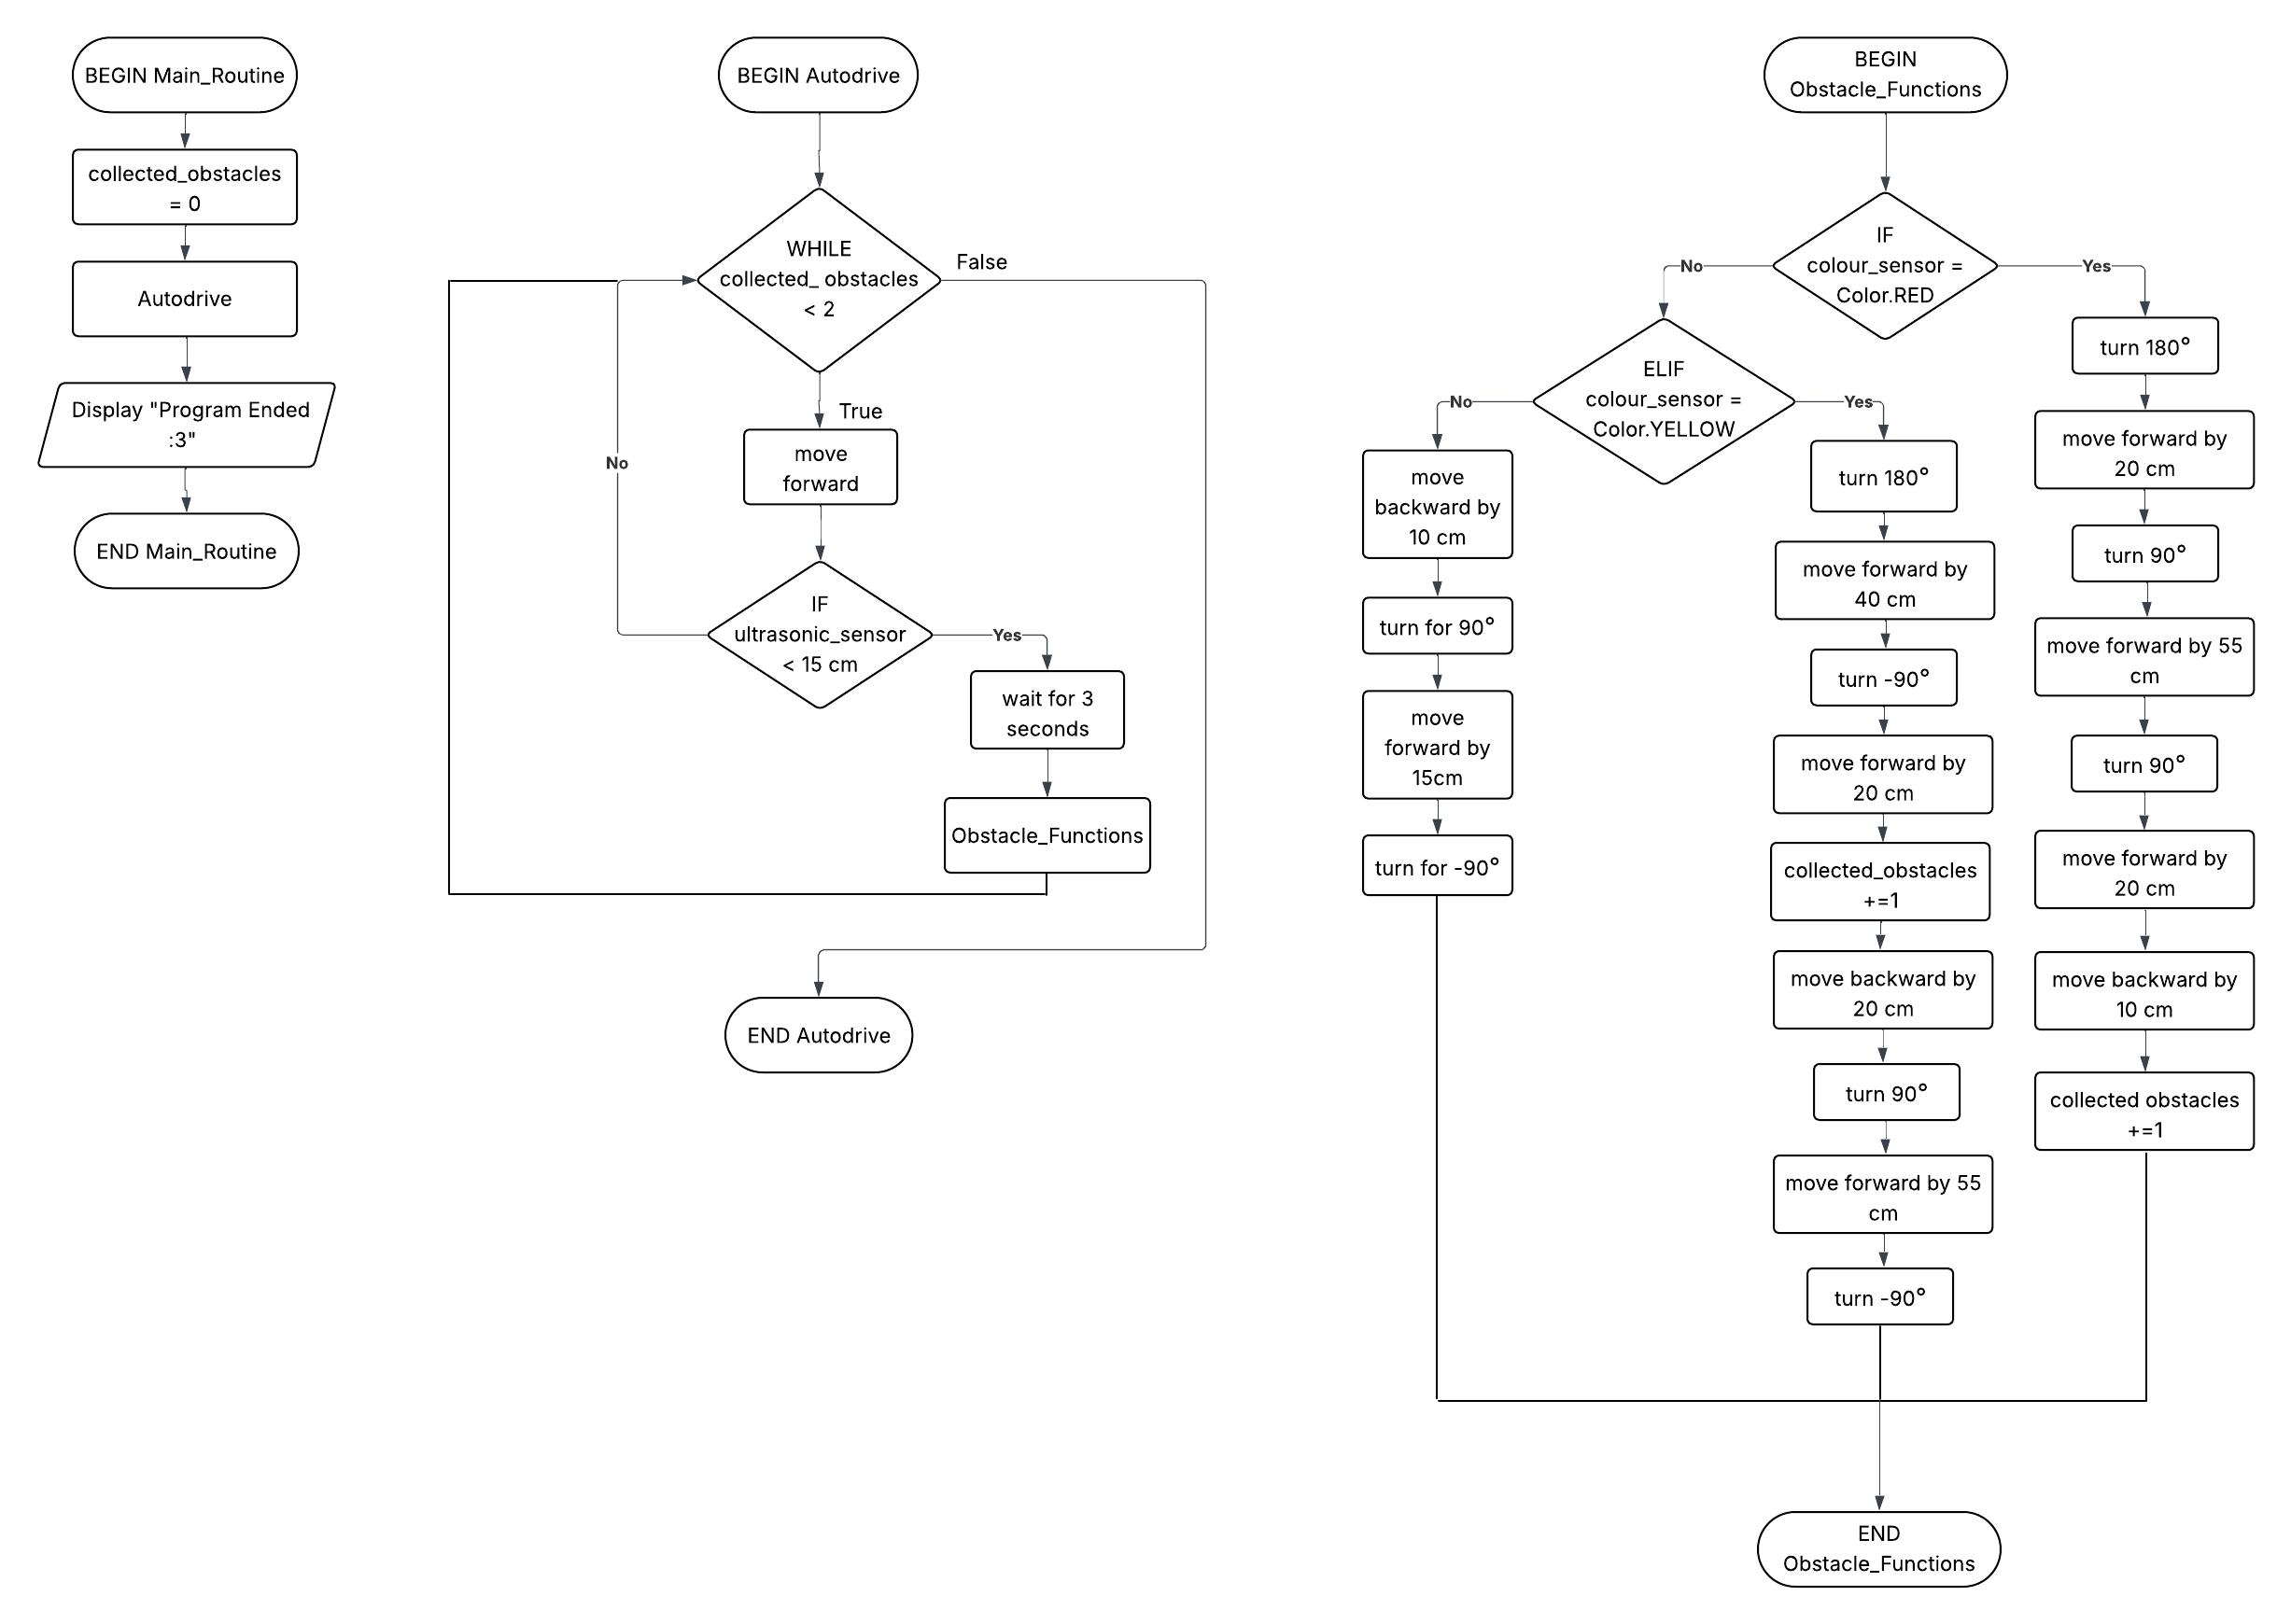 BEGIN Main_Routine
collected_obstacles
= 0
Autodrive
Display "Program Ended
:3"
END Main_Routine
BEGIN Autodrive
WHILE
collected_ obstacles
< 2
False
True
move
forward
No
IF
ultrasonic_sensor
< 15 cm
Yes
wait for 3
seconds
Obstacle_Functions
END Autodrive
BEGIN
Obstacle_Functions
IF
colour_sensor =
Color.RED
No
Yes
ELIF
colour_sensor =
Color.YELLOW
No
Yes
move
backward by
10 cm
turn for 90°
move
forward by
15cm
turn for -90°
turn 180°
move forward by
40 cm
turn -90°
move forward by
20 cm
collected_obstacles
+=1
move backward by
20 cm
turn 90°
move forward by 55
cm
turn -90°
turn 180°
move forward by
20 cm
turn 90°
move forward by 55
cm
turn 90°
move forward by
20 cm
move backward by
10 cm
collected obstacles
+=1
END
Obstacle_Functions